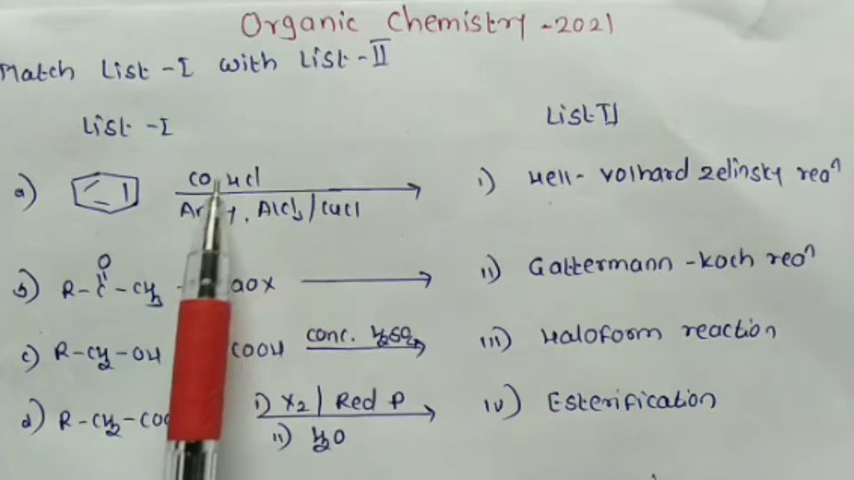 Organic Chemistry - 2021
Match List - I with List - II
List - I List II
a) CO, HCl i) Hell - Volhard Zelinsky reaⁿ
AlCl₃ / CuCl
b) R - C - CH₃ aox ii) Gattermann - Koch reoⁿ
O
c) R - CH₂ - OH COOH conc. H₂SO₄ iii) Haloform reaction
d) R - CH₂ - COO i) X₂ / Red P iv) Esterification
ii) H₂O